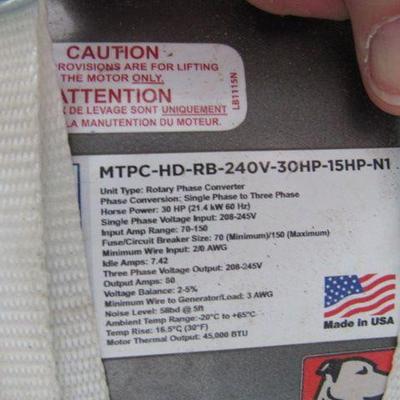 CAUTION
PROVISIONS ARE FOR LIFTING
THE MOTOR ONLY.
ATTENTION
DE LEVAGE SONT UNIQUEMENT
LA MANUTENTION DU MOTEUR.
LB1115N
MTPC-HD-RB-240V-30HP-15HP-N1
Unit Type: Rotary Phase Converter
Phase Conversion: Single Phase to Three Phase
Horse Power: 30 HP (21.4 kW 60 Hz)
Single Phase Voltage Input: 208-245V
Input Amp Range: 70-150
Fuse/Circuit Breaker Size: 70 (Minimum)/150 (Maximum)
Minimum Wire Input: 2/0 AWG
Idle Amps: 7.42
Three Phase Voltage Output: 208-245V
Output Amps: 50
Voltage Balance: 2-5%
Minimum Wire to Generator/Load: 3 AWG
Noise Level: 58bd @ 5ft
Ambient Temp Range: -20°C to +65°C
Temp Rise: 16.5°C (30°F)
Motor Thermal Output: 45,000 BTU
Made in USA